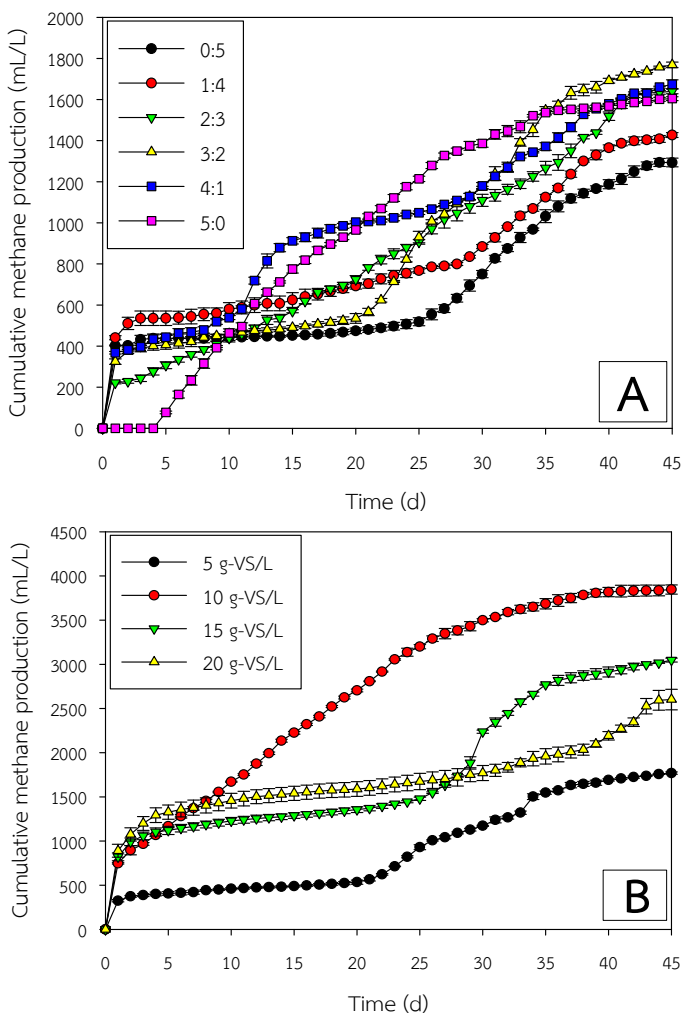 Cumulative methane production (mL/L)
2000
1800
1600
1400
1200
1000
800
600
400
200
0
0:5
1:4
2:3
3:2
4:1
5:0
A
0 5 10 15 20 25 30 35 40 45
Time (d)
Cumulative methane production (mL/L)
4500
4000
3500
3000
2500
2000
1500
1000
500
0
5 g-VS/L
10 g-VS/L
15 g-VS/L
20 g-VS/L
B
0 5 10 15 20 25 30 35 40 45
Time (d)